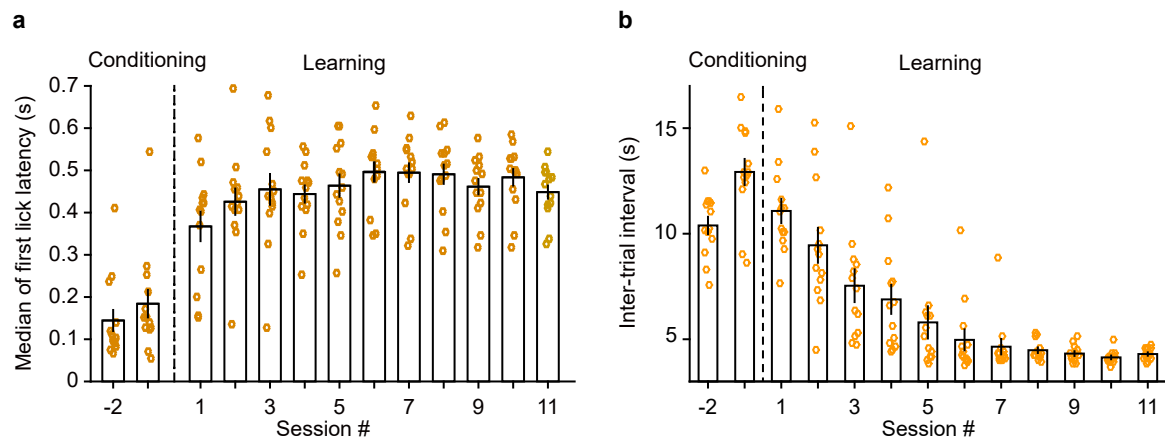 a
Conditioning Learning
Median of first lick latency (s)
0.7
0.6
0.5
0.4
0.3
0.2
0.1
0
-2 1 3 5 7 9 11
Session #
b
Conditioning Learning
Inter-trial interval (s)
15
10
5
-2 1 3 5 7 9 11
Session #